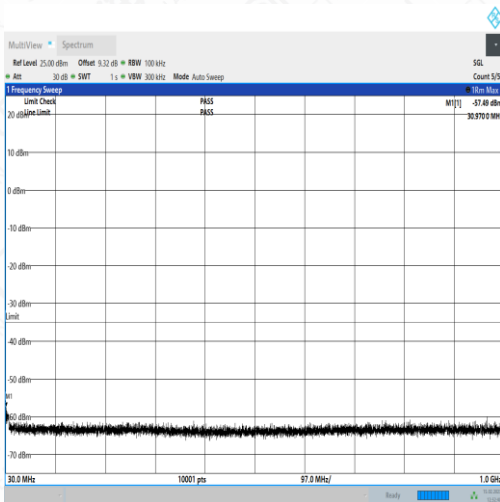 MultiView Spectrum
Ref Level 25.00 dBm Offset 9.32 dB RBW 100 kHz SGL
Att 30 dB SWT 1 s VBW 300 kHz Mode Auto Sweep Count 5/5
1 Frequency Sweep 1Rm Max
Limit Check PASS M1[1] -57.49 dBm
Line Limit PASS 30.9700 MH
20 dBm
10 dBm
0 dBm
-10 dBm
-20 dBm
-30 dBm
Limit
-40 dBm
-50 dBm
M1
-60 dBm
-70 dBm
30.0 MHz 10001 pts 97.0 MHz/ 1.0 GHz
Ready